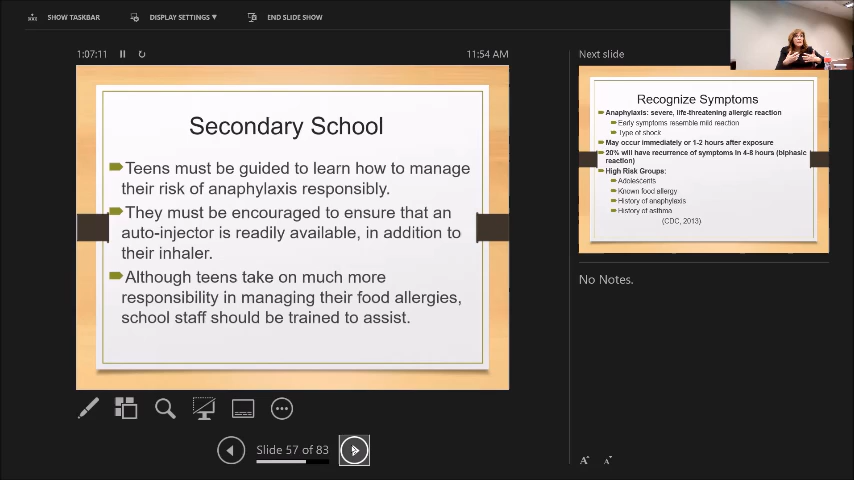 SHOW TASKBAR
DISPLAY SETTINGS ▼
END SLIDE SHOW
1:07:11
11:54 AM
Secondary School
Teens must be guided to learn how to manage
their risk of anaphylaxis responsibly.
They must be encouraged to ensure that an
auto-injector is readily available, in addition to
their inhaler.
Although teens take on much more
responsibility in managing their food allergies,
school staff should be trained to assist.
Slide 57 of 83
Next slide
Recognize Symptoms
Anaphylaxis: severe, life-threatening allergic reaction
Early symptoms resemble mild reaction
Type of shock
May occur immediately or 1-2 hours after exposure
20% will have recurrence of symptoms in 4-8 hours (biphasic
reaction)
High Risk Groups:
Adolescents
Known food allergy
History of anaphylaxis
History of asthma
(CDC, 2013)
No Notes.
A A